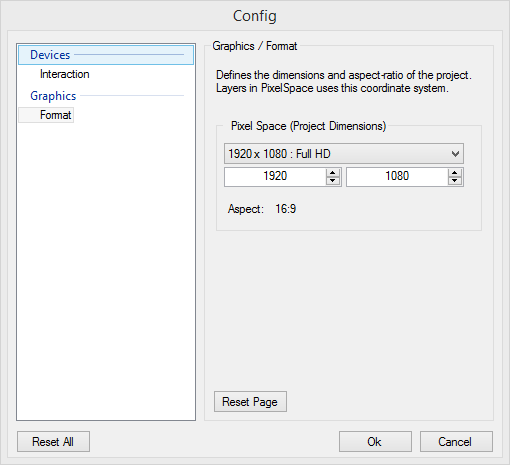 Config
Devices
Interaction
Graphics
Format
Graphics / Format
Defines the dimensions and aspect-ratio of the project.
Layers in PixelSpace uses this coordinate system.
Pixel Space (Project Dimensions)
1920 x 1080 : Full HD
1920 1080
Aspect: 16:9
Reset Page
Reset All Ok Cancel